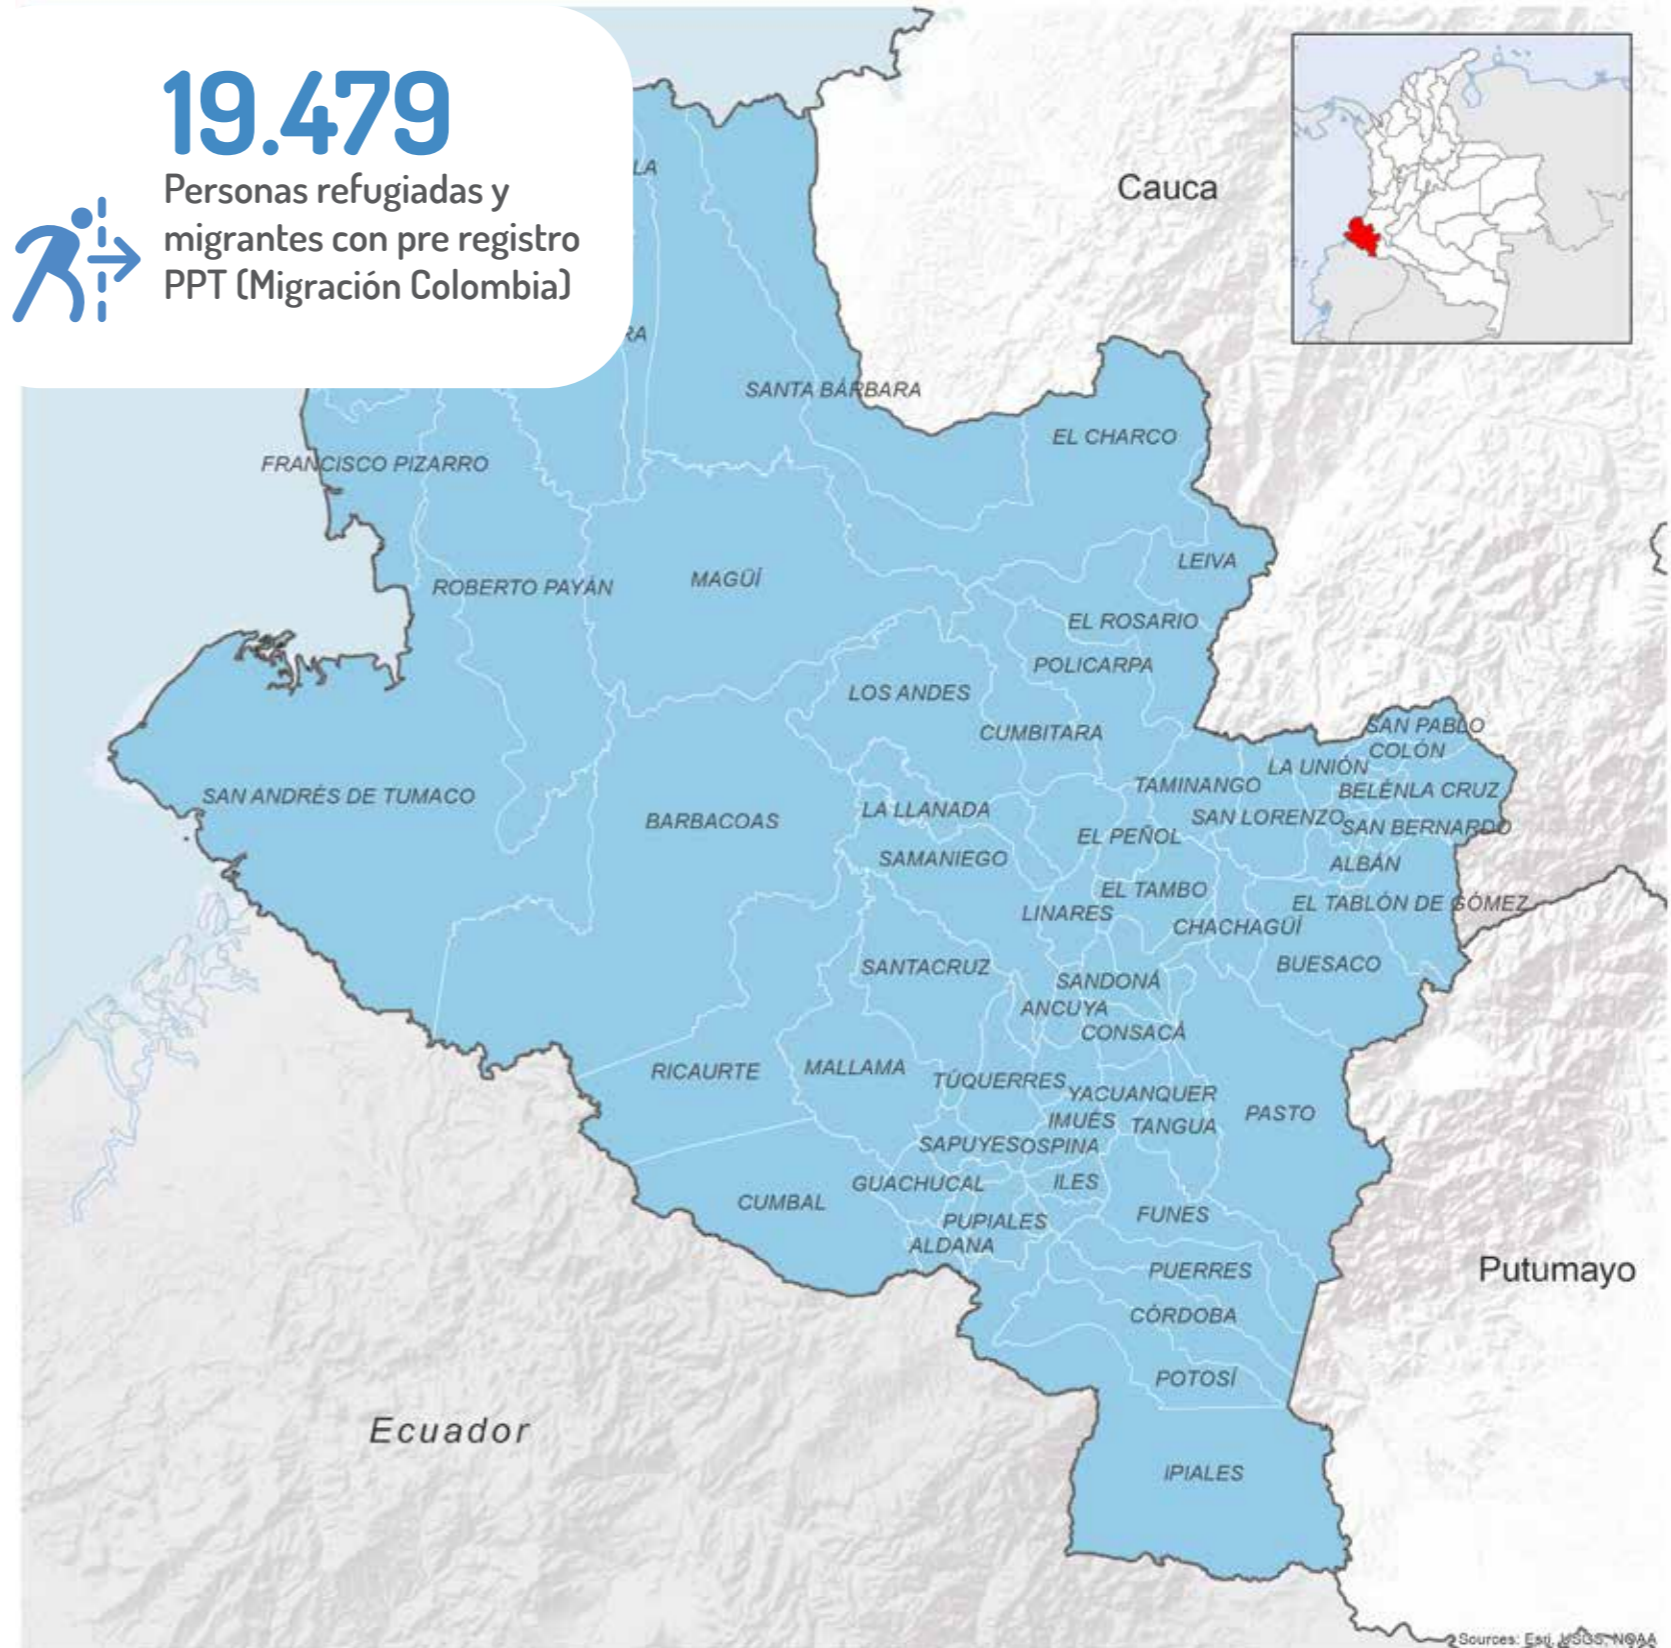 19.479
Personas refugiadas y
migrantes con pre registro
PPT (Migración Colombia)
Cauca
LA
RA
SANTA BÁRBARA
EL CHARCO
FRANCISCO PIZARRO
LEIVA
ROBERTO PAYÁN
MAGÜÍ
EL ROSARIO
POLICARPA
LOS ANDES
CUMBITARA
SAN PABLO
COLÓN
LA UNIÓN
TAMINANGO
BELÉN
LA CRUZ
SAN ANDRÉS DE TUMACO
BARBACOAS
LA LLANADA
SAN LORENZO
SAN BERNARDO
EL PEÑOL
SAMANIEGO
ALBÁN
EL TAMBO
EL TABLÓN DE GÓMEZ
LINARES
CHACHAGÜÍ
SANTACRUZ
BUESACO
SANDONÁ
ANCUYA
CONSACÁ
RICAURTE
MALLAMA
TÚQUERRES
YACUANQUER
PASTO
IMUÉS
TANGUA
SAPUYES
OSPINA
GUACHUCAL
ILES
CUMBAL
FUNES
PUPIALES
ALDANA
PUERRES
Putumayo
CÓRDOBA
POTOSÍ
Ecuador
IPIALES
Sources: Esri, USGS, NOAA